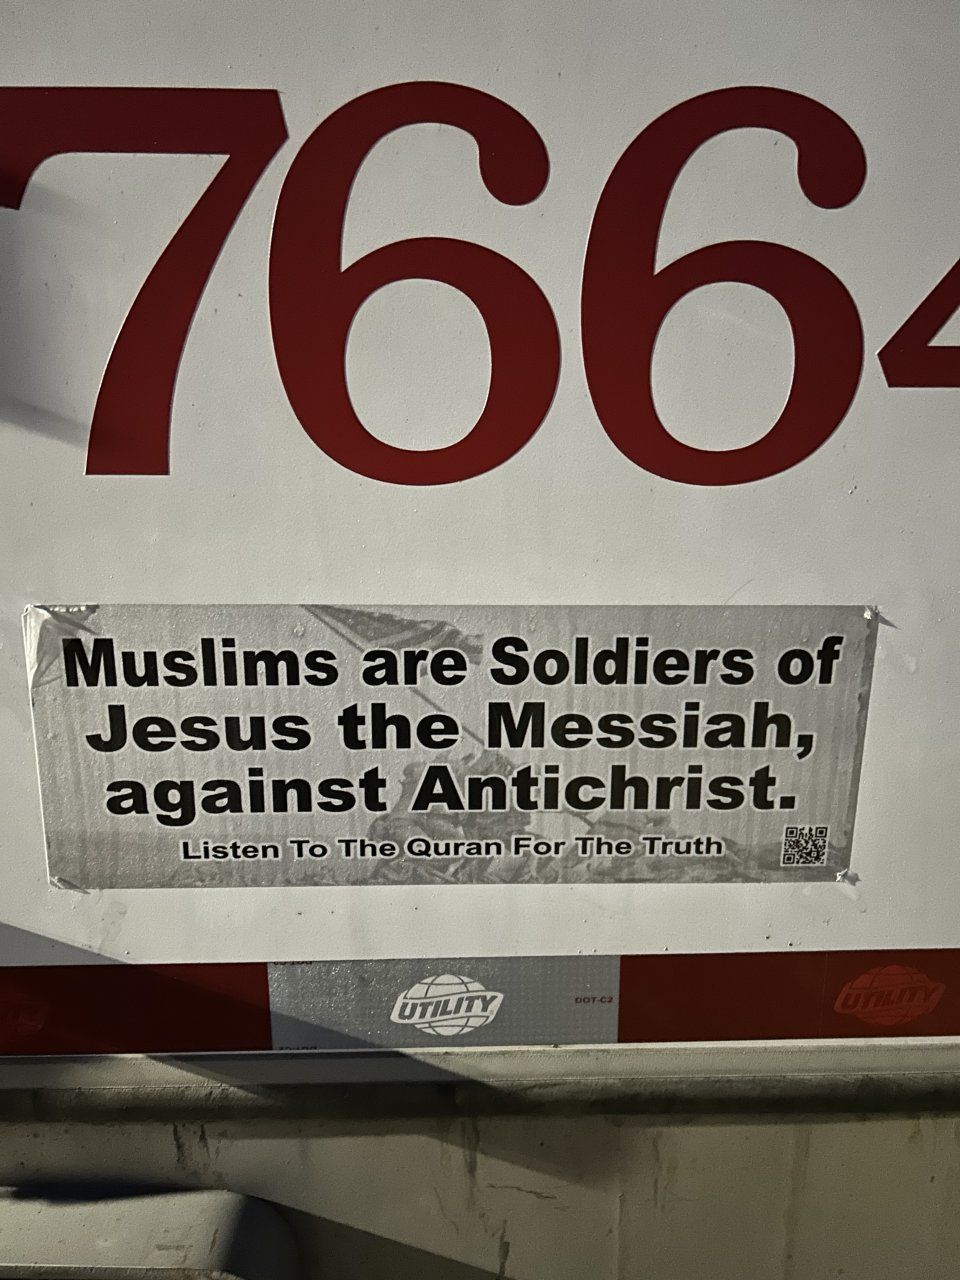 7664
Muslims are Soldiers of
Jesus the Messiah,
against Antichrist.
Listen To The Quran For The Truth
UTILITY
DOT-C2
UTILITY